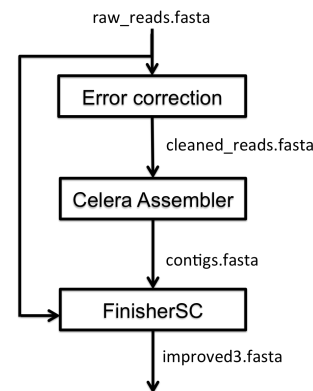 raw_reads.fasta
Error correction
cleaned_reads.fasta
Celera Assembler
contigs.fasta
FinisherSC
improved3.fasta